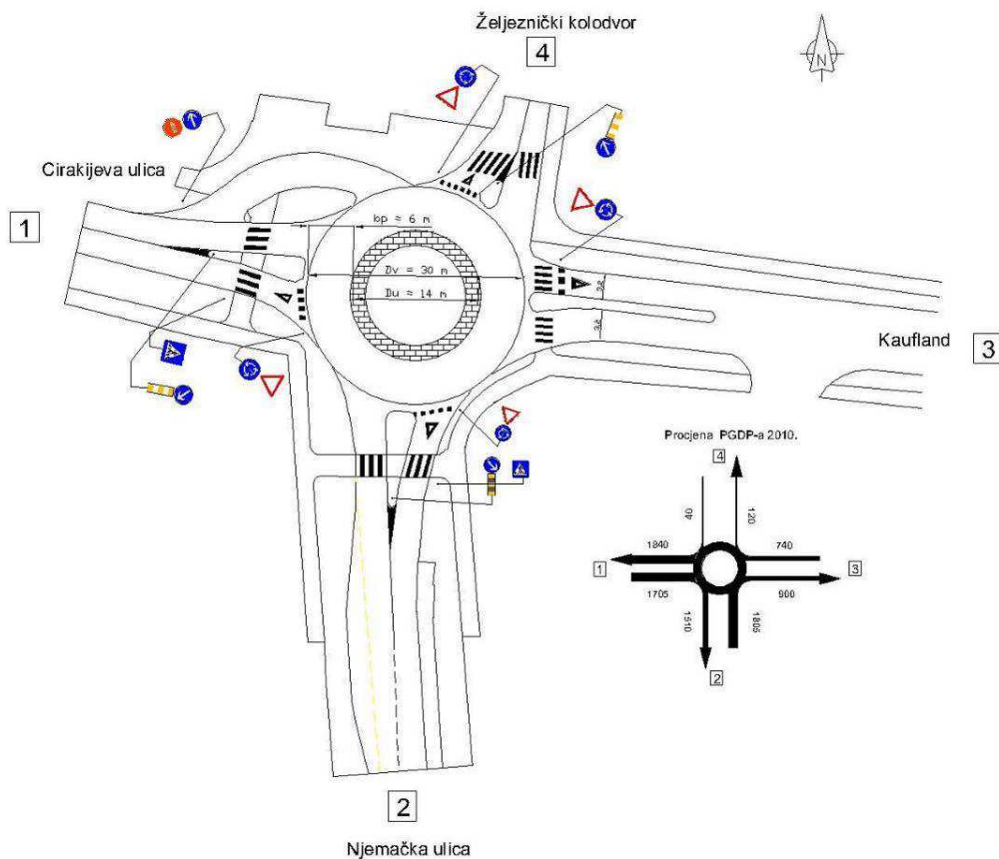 Željeznički kolodvor
4
N
Cirakijeva ulica
1
bp ≈ 6 m
Dv = 30 m
Du ≈ 14 m
Kaufland
3
Procjena PGDP-a 2010.
4
40
120
1840
740
1
3
1705
900
1510
1805
2
2
Njemačka ulica